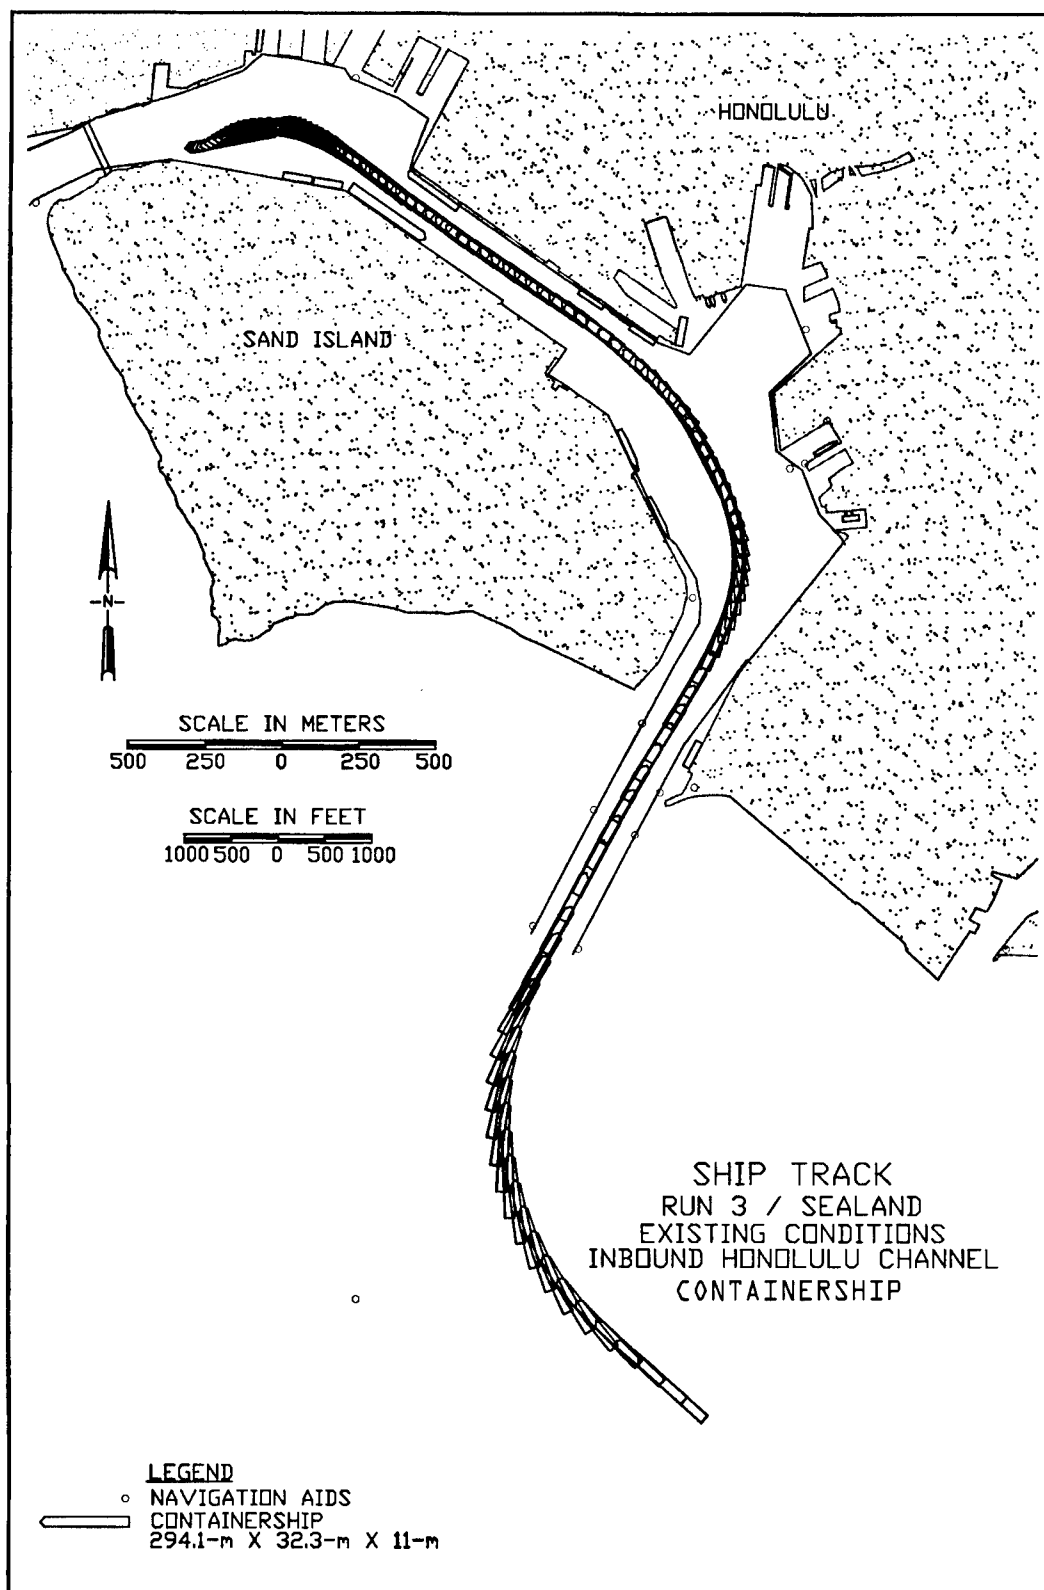 HONOLULU
SAND ISLAND
-N-
SCALE IN METERS
500 250 0 250 500
SCALE IN FEET
1000 500 0 500 1000
SHIP TRACK
RUN 3 / SEALAND
EXISTING CONDITIONS
INBOUND HONOLULU CHANNEL
CONTAINERSHIP
LEGEND
NAVIGATION AIDS
CONTAINERSHIP
294.1-m X 32.3-m X 11-m